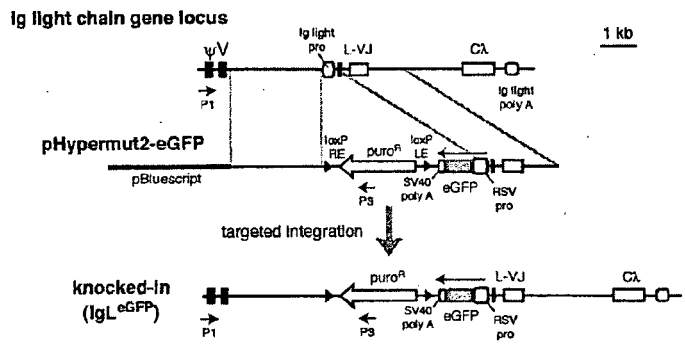 Ig light chain gene locus
1 kb
ψV
Ig light
pro
L-VJ
Cλ
Ig light
poly A
P1
pHypermut2-eGFP
pBluescript
loxP
RE
puroR
loxP
LE
P3
SV40
poly A
eGFP
RSV
pro
targeted integration
knocked-in
(IgLeGFP)
P1
puroR
P3
SV40
poly A
eGFP
RSV
pro
L-VJ
Cλ